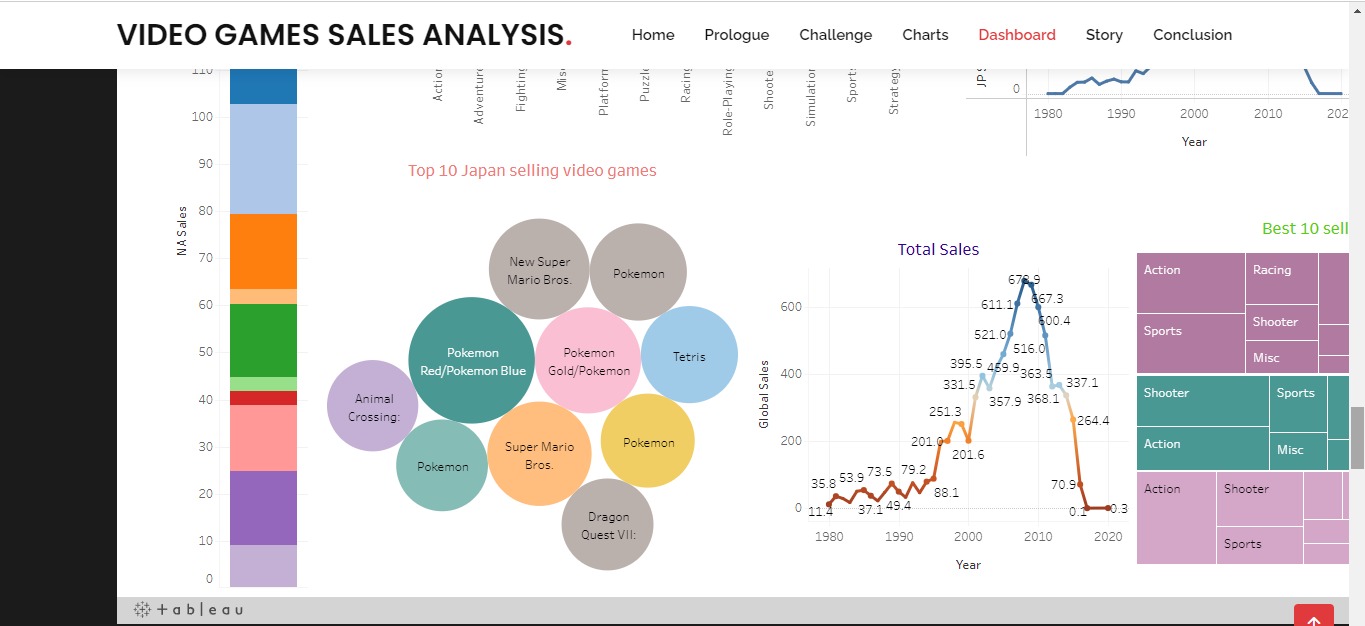 VIDEO GAMES SALES ANALYSIS.
Home Prologue Challenge Charts Dashboard Story Conclusion
110
100
90
80
70
60
50
40
30
20
10
0
NA Sales
Fighting
Puzzle
Racing
Role-Playing
Strategy
JP
0
1980 1990 2000 2010
Year
Top 10 Japan selling video games
New Super
Mario Bros.
Pokemon
Pokemon
Red/Pokemon Blue
Pokemon
Gold/Pokemon
Tetris
Animal
Crossing:
Pokemon
Super Mario
Bros.
Pokemon
Dragon
Quest VII:
Total Sales
Global Sales
600
400
200
0
678.9
611.1
667.3
600.4
521.0
516.0
395.5
459.9
363.5
331.5
337.1
357.9
368.1
251.3
264.4
201.0
201.6
35.8
53.9
73.5
79.2
88.1
70.9
11.4
37.1
49.4
0.1
0.3
1980 1990 2000 2010 2020
Year
Best 10 sell
Action
Racing
Sports
Shooter
Misc
Shooter
Sports
Action
Misc
Action
Shooter
Sports
+ableau